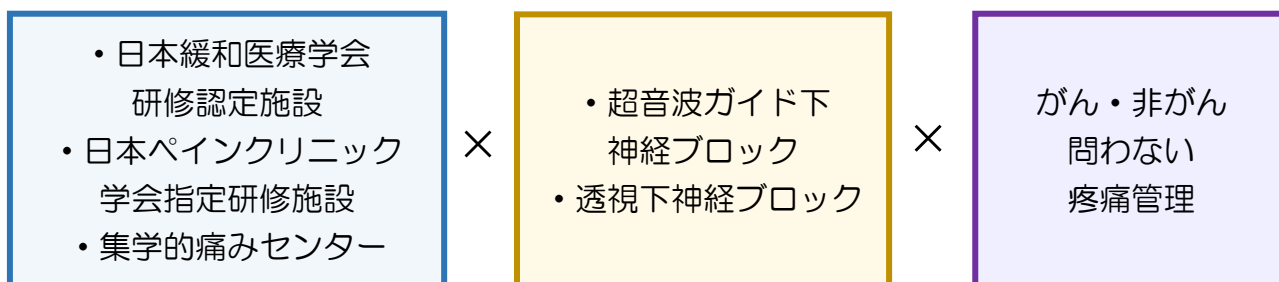 ・日本緩和医療学会
研修認定施設
・日本ペインクリニック
学会指定研修施設
・集学的痛みセンター
×
・超音波ガイド下
神経ブロック
・透視下神経ブロック
×
がん・非がん
問わない
疼痛管理